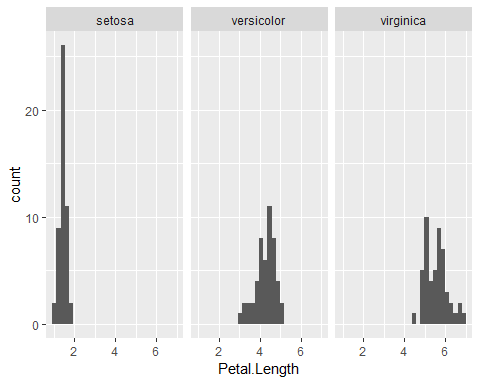 setosa versicolor virginica
20
10
0
2 4 6 2 4 6 2 4 6
count
Petal.Length